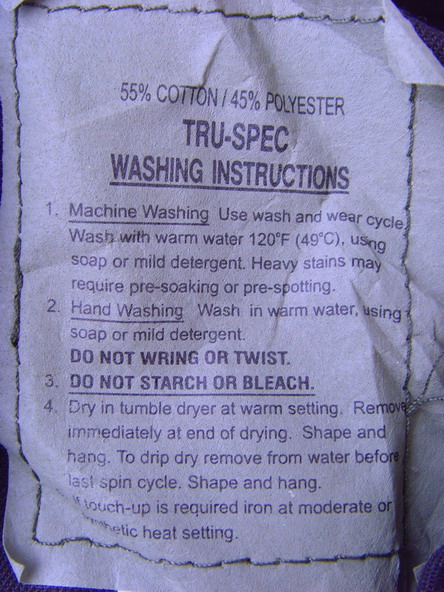 55% COTTON / 45% POLYESTER
TRU-SPEC
WASHING INSTRUCTIONS
1. Machine Washing Use wash and wear cycle
Wash with warm water 120°F (49°C), using
soap or mild detergent. Heavy stains may
require pre-soaking or pre-spotting.
2. Hand Washing Wash in warm water, using
soap or mild detergent.
DO NOT WRING OR TWIST.
3. DO NOT STARCH OR BLEACH.
4. Dry in tumble dryer at warm setting. Remove
immediately at end of drying. Shape and
hang. To drip dry remove from water before
last spin cycle. Shape and hang.
If touch-up is required iron at moderate or
heat setting.